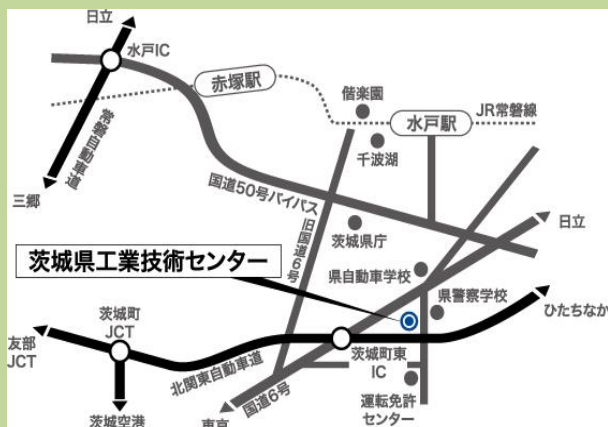 日立
水戸IC
赤塚駅
偕楽園
水戸駅
JR常磐線
千波湖
常磐自動車道
三郷
国道50号バイパス
旧国道6号
茨城県庁
日立
茨城県工業技術センター
県自動車学校
県警察学校
ひたちなか
友部
JCT
茨城町
JCT
北関東自動車道
茨城町東
IC
国道6号
運転免許
センター
茨城空港
東京